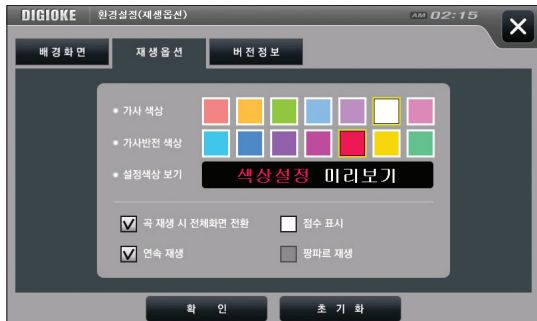 DIGIOKE 환경설정(재생옵션) AM 02:15
배경화면 재생옵션 버전정보
가사 색상
가사반전 색상
설정색상 보기 색상설정 미리보기
곡 재생 시 전체화면 전환 점수 표시
연속 재생 팡파르 재생
확 인 초 기 화